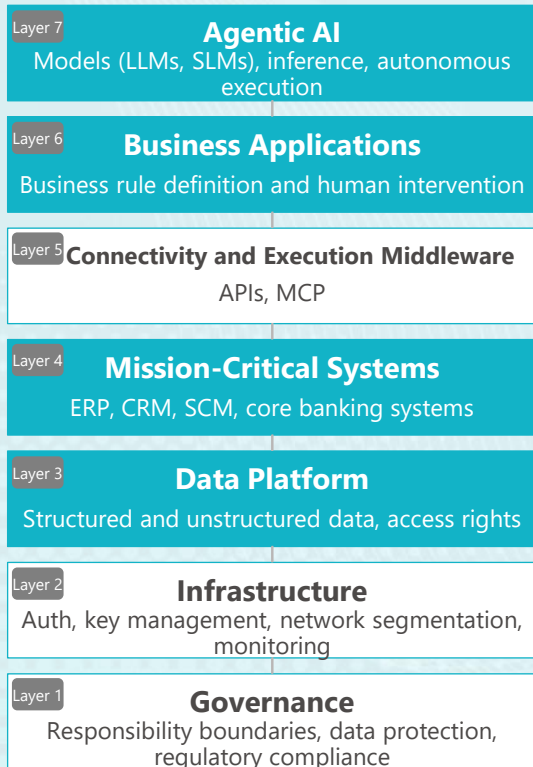 Layer 7
Agentic AI
Models (LLMs, SLMs), inference, autonomous
execution
Layer 6
Business Applications
Business rule definition and human intervention
Layer 5
Connectivity and Execution Middleware
APIs, MCP
Layer 4
Mission-Critical Systems
ERP, CRM, SCM, core banking systems
Layer 3
Data Platform
Structured and unstructured data, access rights
Layer 2
Infrastructure
Auth, key management, network segmentation,
monitoring
Layer 1
Governance
Responsibility boundaries, data protection,
regulatory compliance